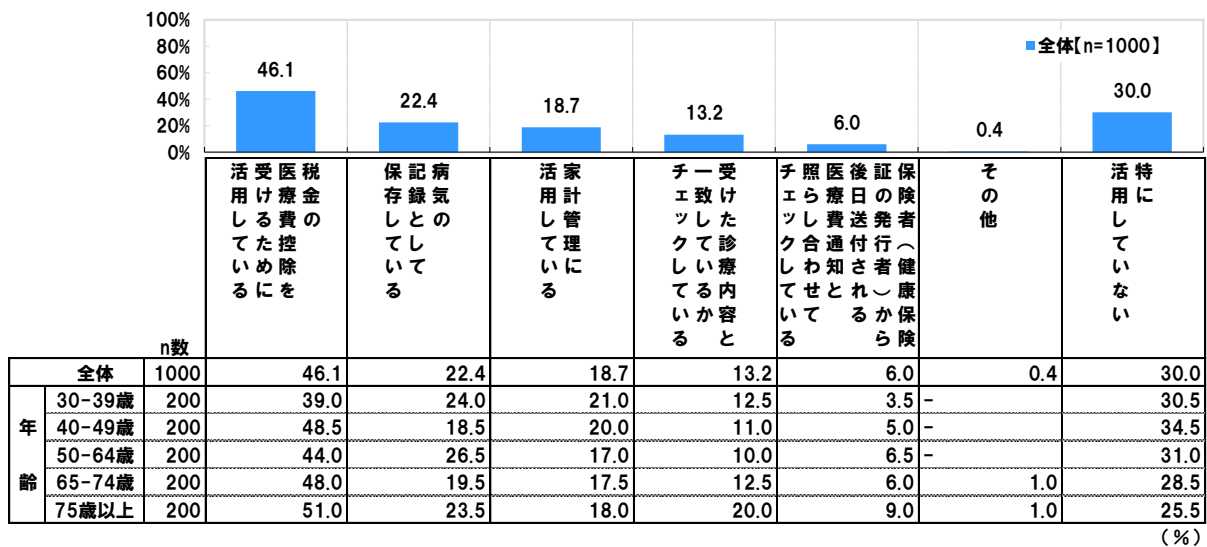 100%
80%
60%
40%
20%
0%
全体【n=1000】
46.1
22.4
18.7
13.2
6.0
0.4
30.0
税金の
医療費控除を
受けるために
活用している
病気の
記録として
保存している
家計管理に
活用している
受けた診療内容と
一致しているか
チェックしている
保険者（健康保険
証の発行者）から
後日送付される
医療費通知と
照らし合わせて
チェックしている
その他
特に
活用していない
n数
全体 1000 46.1 22.4 18.7 13.2 6.0 0.4 30.0
年齢
30-39歳 200 39.0 24.0 21.0 12.5 3.5 - 30.5
40-49歳 200 48.5 18.5 20.0 11.0 5.0 - 34.5
50-64歳 200 44.0 26.5 17.0 10.0 6.5 - 31.0
65-74歳 200 48.0 19.5 17.5 12.5 6.0 1.0 28.5
75歳以上 200 51.0 23.5 18.0 20.0 9.0 1.0 25.5
（％）